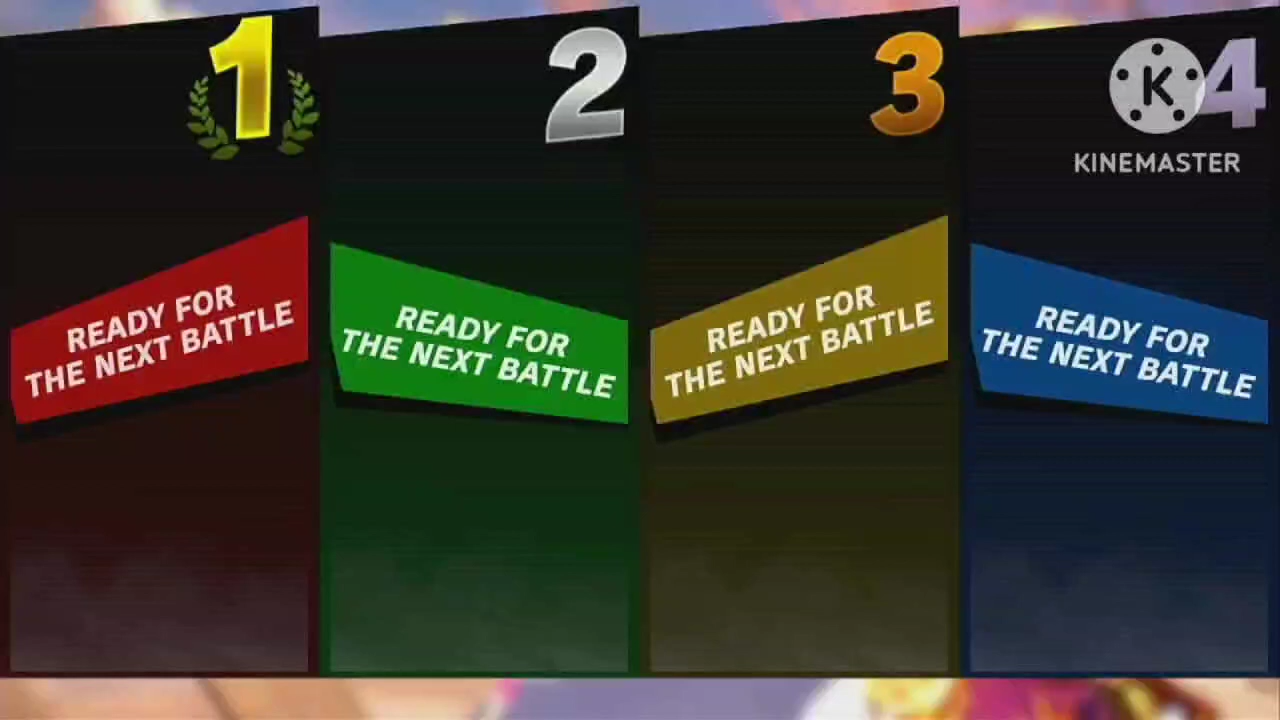 1
2
3
4
K
KINEMASTER
READY FOR
THE NEXT BATTLE
READY FOR
THE NEXT BATTLE
READY FOR
THE NEXT BATTLE
READY FOR
THE NEXT BATTLE